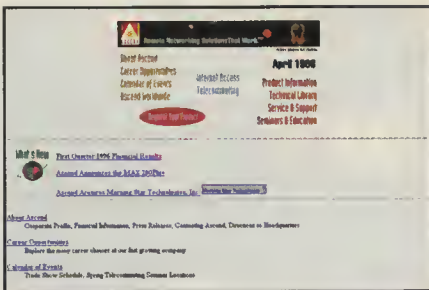 Remote Networking Solutions That Work.™
April 1996
About Ascend
Career Opportunities
Calendar of Events
Ascend Worldwide
Internet Access
Telecommuting
Product Information
Technical Library
Service & Support
Seminars & Education
Your Product
What's New
First Quarter 1996 Financial Results
Ascend Announces the MAX 200Plus
Ascend Acquires Morning Star Technologies, Inc.
About Ascend
Corporate Profile, Financial Information, Press Releases, Contacting Ascend, Directions to Headquarters
Career Opportunities
Explore the many career choices at our fast growing company
Calendar of Events
Trade Show Schedule, Spring Telecommuting Seminar Locations